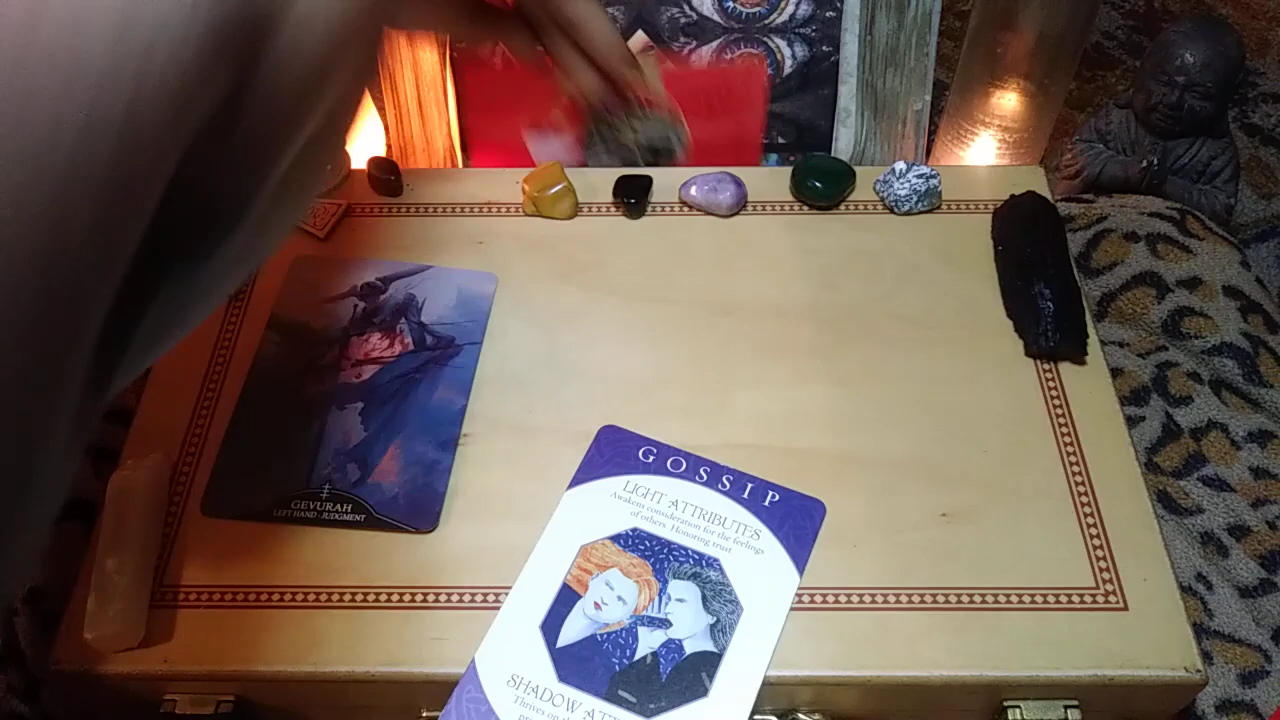 GEVURAH
LEFT HAND - JUDGMENT
GOSSIP
LIGHT ATTRIBUTES
Awakens consideration for the feelings
of others. Honoring trust
SHADOW
Thrives on